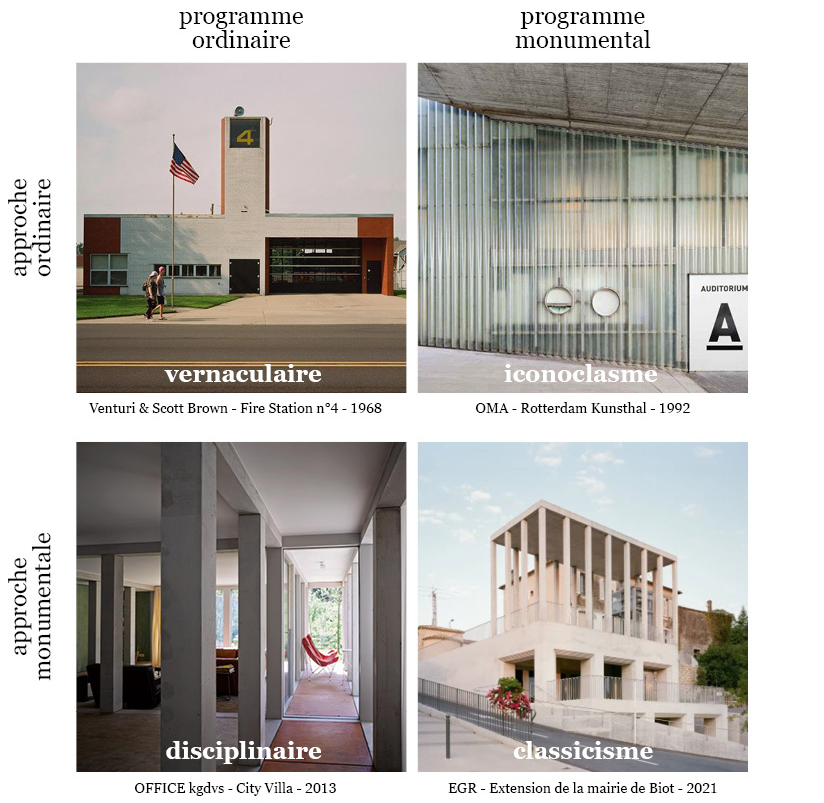 programme
ordinaire
programme
monumental
approche
ordinaire
4
vernaculaire
AUDITORIUM
A
iconoclasme
Venturi & Scott Brown - Fire Station n°4 - 1968
OMA - Rotterdam Kunsthal - 1992
approche
monumentale
disciplinaire
classicisme
OFFICE kgdvs - City Villa - 2013
EGR - Extension de la mairie de Biot - 2021